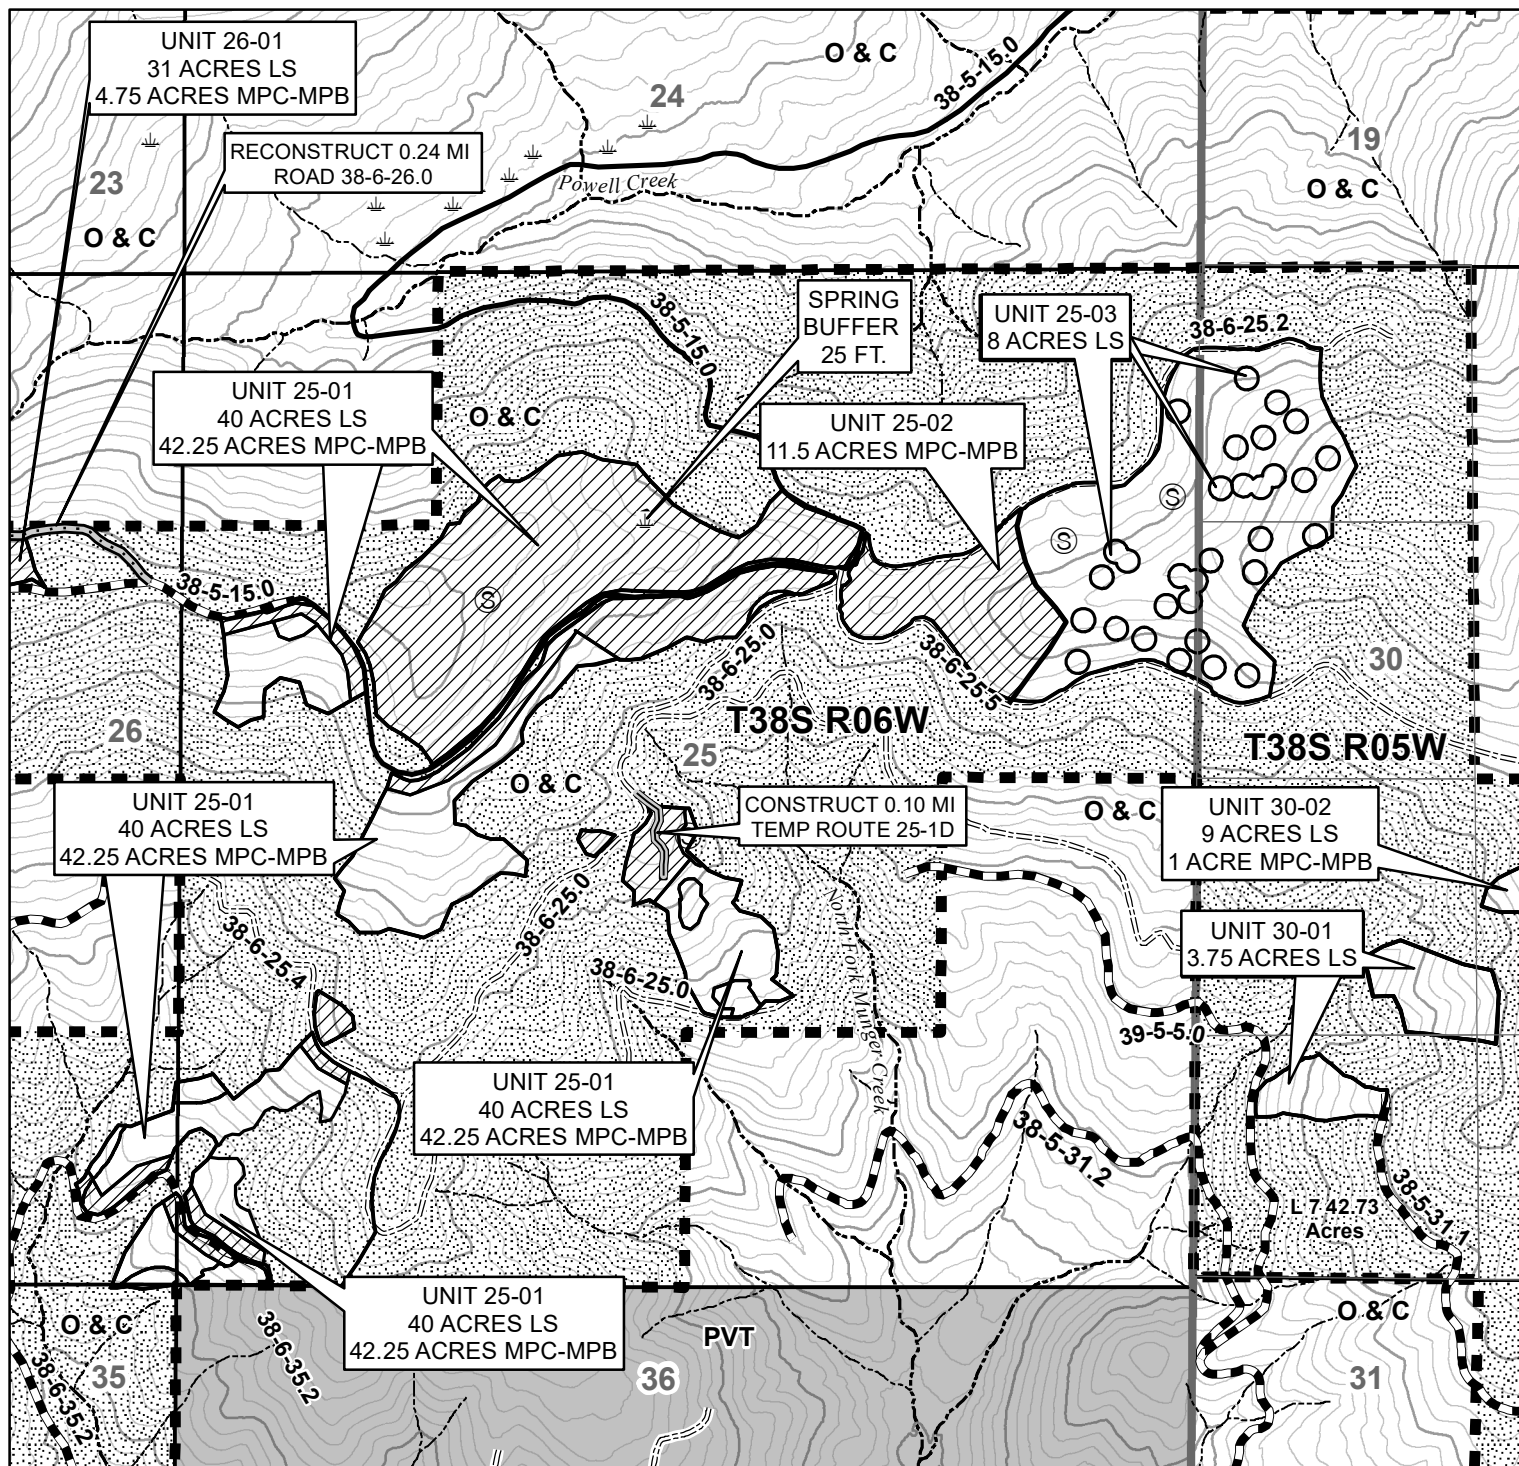 UNIT 26-01
31 ACRES LS
4.75 ACRES MPC-MPB
O & C
38-5-15.0
24
19
O & C
RECONSTRUCT 0.24 MI
ROAD 38-6-26.0
23
O & C
Powell Creek
38-5-15.0
SPRING
BUFFER
25 FT.
UNIT 25-03
8 ACRES LS
38-6-25.2
UNIT 25-01
40 ACRES LS
42.25 ACRES MPC-MPB
O & C
UNIT 25-02
11.5 ACRES MPC-MPB
S
S
S
38-5-15.0
38-6-25.0
38-6-25.5
30
26
T38S R06W
25
T38S R05W
O & C
UNIT 25-01
40 ACRES LS
42.25 ACRES MPC-MPB
CONSTRUCT 0.10 MI
TEMP ROUTE 25-1D
O & C
UNIT 30-02
9 ACRES LS
1 ACRE MPC-MPB
38-6-25.4
38-6-25.0
38-6-25.0
North Fork Munger Creek
UNIT 30-01
3.75 ACRES LS
39-5-5.0
UNIT 25-01
40 ACRES LS
42.25 ACRES MPC-MPB
38-5-31.2
L 7 42.73
Acres
38-5-31.1
UNIT 25-01
40 ACRES LS
42.25 ACRES MPC-MPB
O & C
38-6-35.2
PVT
O & C
35
38-6-35.2
36
31